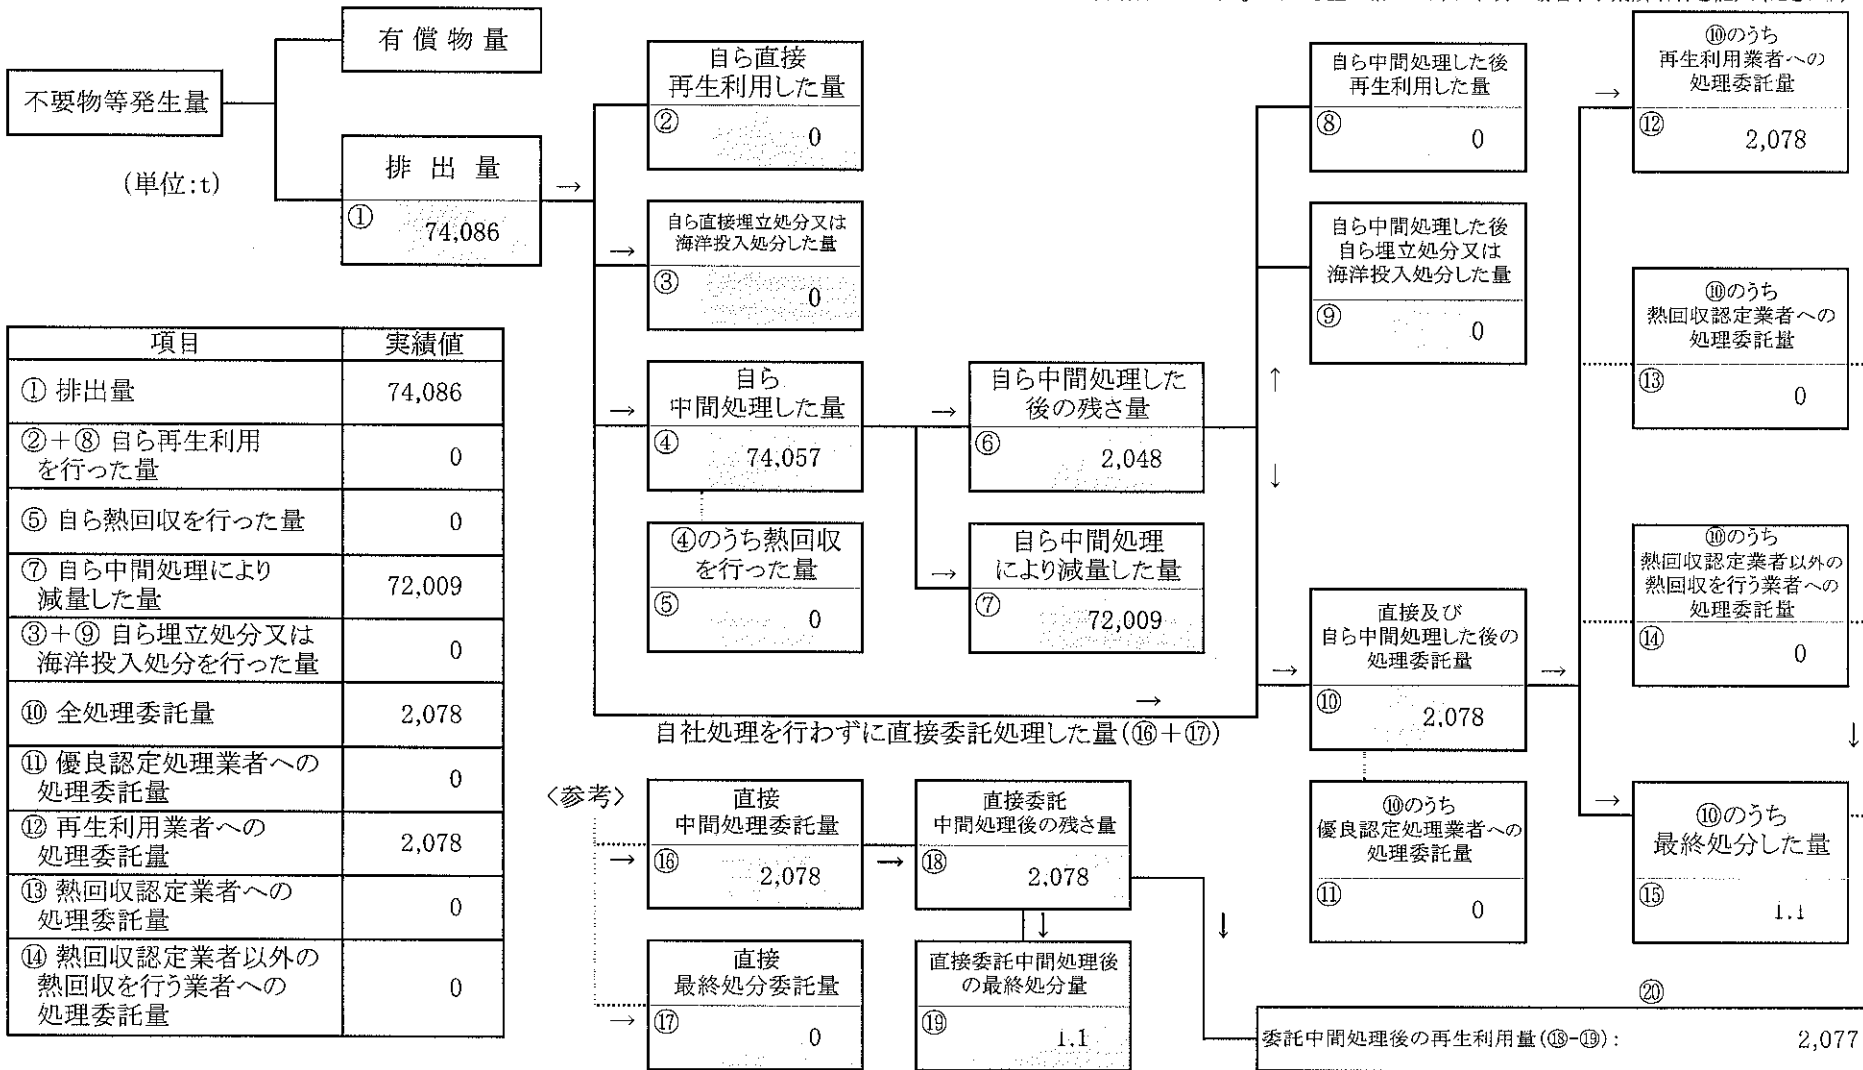 有償物量
不要物等発生量
(単位:t)
排出量
① 74,086
→
自ら直接
再生利用した量
② 0
→
自ら直接埋立処分又は
海洋投入処分した量
③ 0
→
自ら
中間処理した量
④ 74,057
④のうち熱回収
を行った量
⑤ 0
→
自ら中間処理した
後の残さ量
⑥ 2,048
→
自ら中間処理
により減量した量
⑦ 72,009
自ら中間処理した後
再生利用した量
⑧ 0
自ら中間処理した後
自ら埋立処分又は
海洋投入処分した量
⑨ 0
↑
↓
→
直接及び
自ら中間処理した後の
処理委託量
⑩ 2,078
→
⑩のうち
優良認定処理業者への
処理委託量
⑪ 0
→
⑩のうち
再生利用業者への
処理委託量
⑫ 2,078
⑩のうち
熱回収認定業者への
処理委託量
⑬ 0
⑩のうち
熱回収認定業者以外の
熱回収を行う業者への
処理委託量
⑭ 0
↓
→
⑩のうち
最終処分した量
⑮ 1.1
→
自社処理を行わずに直接委託処理した量(⑯+⑰)
項目 実績値
① 排出量 74,086
②+⑧ 自ら再生利用
を行った量 0
⑤ 自ら熱回収を行った量 0
⑦ 自ら中間処理により
減量した量 72,009
③+⑨ 自ら埋立処分又は
海洋投入処分を行った量 0
⑩ 全処理委託量 2,078
⑪ 優良認定処理業者への
処理委託量 0
⑫ 再生利用業者への
処理委託量 2,078
⑬ 熱回収認定業者への
処理委託量 0
⑭ 熱回収認定業者以外の
熱回収を行う業者への
処理委託量 0
〈参考〉
→
直接
中間処理委託量
⑯ 2,078
→
直接委託
中間処理後の残さ量
⑱ 2,078
↓
→
直接
最終処分委託量
⑰ 0
直接委託中間処理後
の最終処分量
⑲ 1.1
↓
⑳
委託中間処理後の再生利用量(⑱-⑲): 2,077